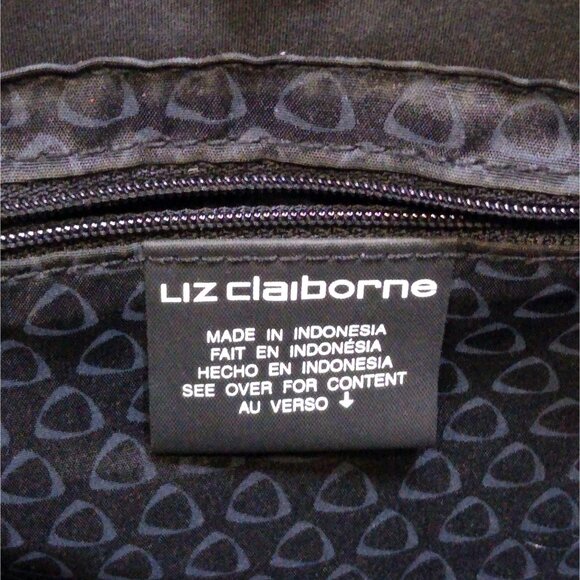 LIZ claiborne
MADE IN INDONESIA
FAIT EN INDONÉSIA
HECHO EN INDONESIA
SEE OVER FOR CONTENT
AU VERSO ↓